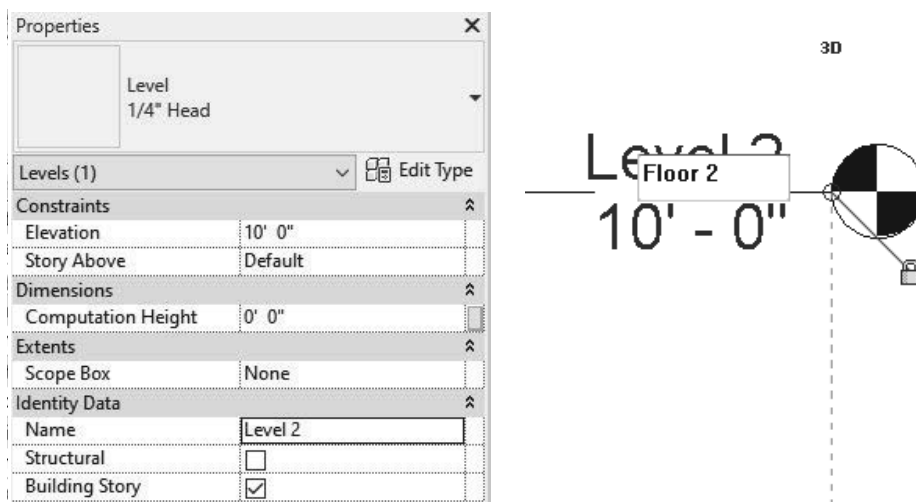 Properties
Level
1/4" Head
Levels (1)
Edit Type
Constraints
Elevation 10' 0"
Story Above Default
Dimensions
Computation Height 0' 0"
Extents
Scope Box None
Identity Data
Name Level 2
Structural
Building Story
3D
Level 2
Floor 2
10' - 0"